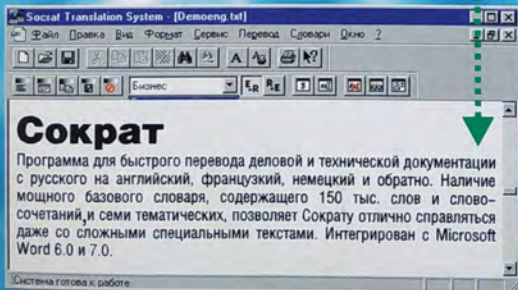 Socrat Translation System - [Demoeng.txt]
Файл Правка Вид Формат Сервис Перевод Словари Окно ?
Бизнес
E→R R→E
Сократ
Программа для быстрого перевода деловой и технической документации
с русского на английский, французкий, немецкий и обратно. Наличие
мощного базового словаря, содержащего 150 тыс. слов и слово-
сочетаний и семи тематических, позволяет Сократу отлично справляться
даже со сложными специальными текстами. Интегрирован с Microsoft
Word 6.0 и 7.0.
Система готова к работе